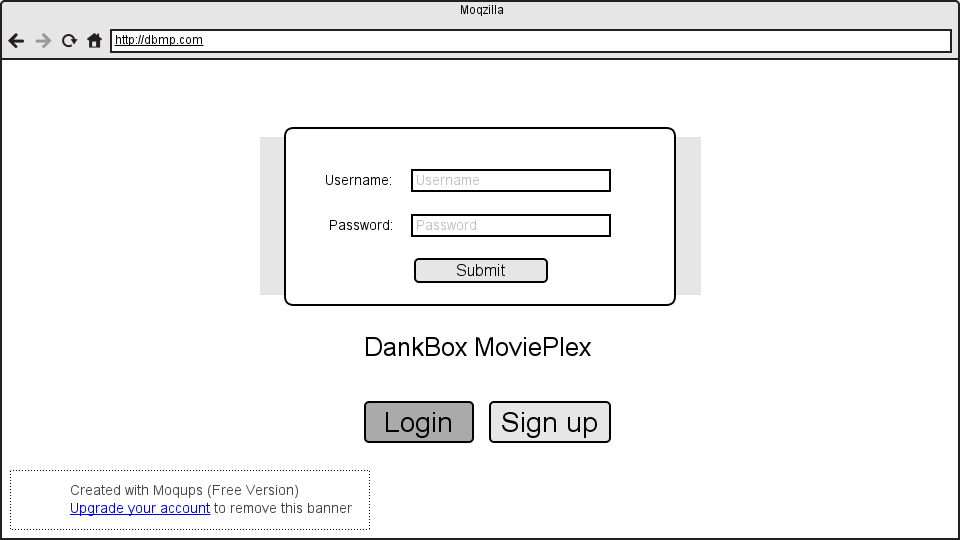 Moqzilla
http://dbmp.com
Username: Username
Password: Password
Submit
DankBox MoviePlex
Login Sign up
Created with Moqups (Free Version)
Upgrade your account to remove this banner